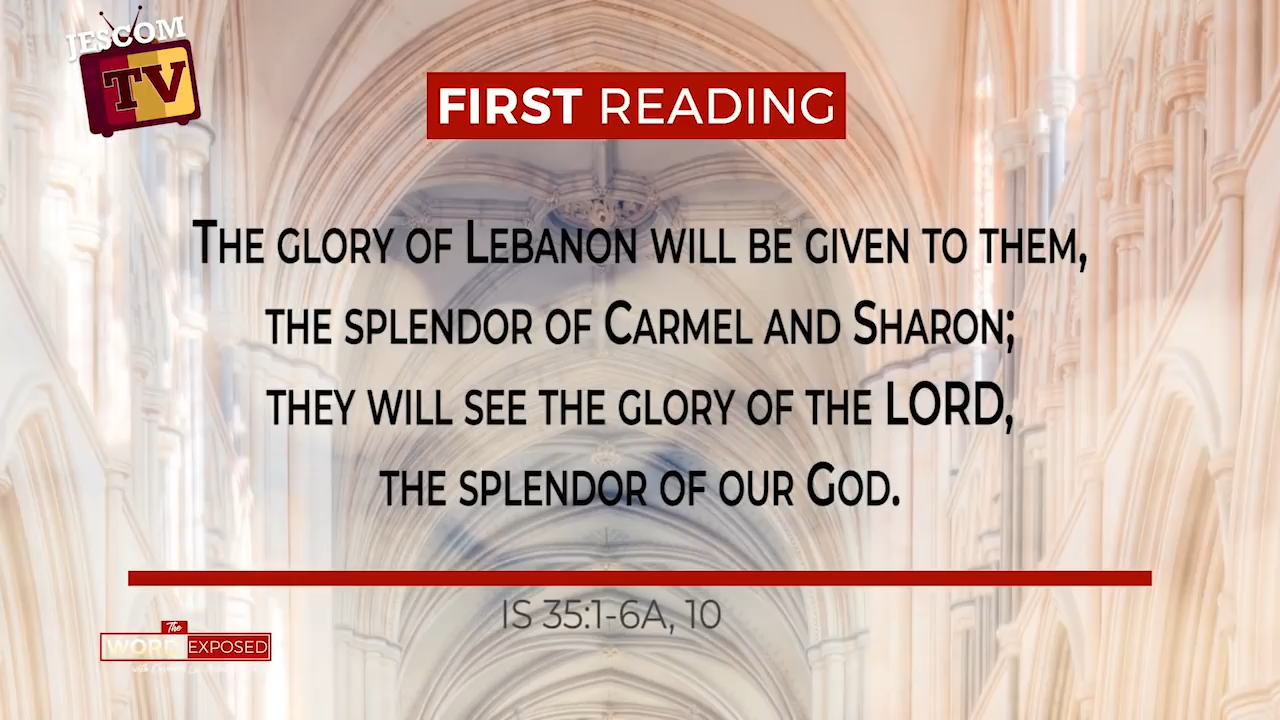 JESCOM
TV
FIRST READING
THE GLORY OF LEBANON WILL BE GIVEN TO THEM,
THE SPLENDOR OF CARMEL AND SHARON;
THEY WILL SEE THE GLORY OF THE LORD,
THE SPLENDOR OF OUR GOD.
IS 35:1-6A, 10
The
WORD EXPOSED